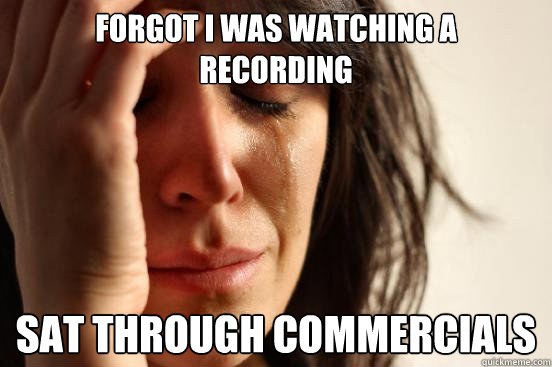 FORGOT I WAS WATCHING A
RECORDING
SAT THROUGH COMMERCIALS
quickmeme.com